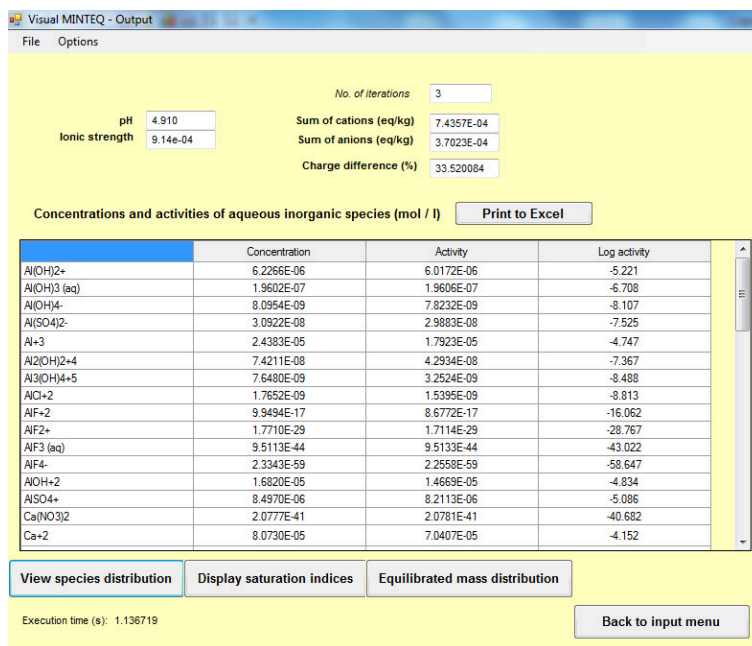 Visual MINTEQ - Output
File Options
No. of iterations 3
pH 4.910 Sum of cations (eq/kg) 7.4357E-04
Ionic strength 9.14e-04 Sum of anions (eq/kg) 3.7023E-04
Charge difference (%) 33.520084
Concentrations and activities of aqueous inorganic species (mol / l) Print to Excel
Concentration Activity Log activity
Al(OH)2+ 6.2266E-06 6.0172E-06 -5.221
Al(OH)3 (aq) 1.9602E-07 1.9606E-07 -6.708
Al(OH)4- 8.0954E-09 7.8232E-09 -8.107
Al(SO4)2- 3.0922E-08 2.9883E-08 -7.525
Al+3 2.4383E-05 1.7923E-05 -4.747
Al2(OH)2+4 7.4211E-08 4.2934E-08 -7.367
Al3(OH)4+5 7.6480E-09 3.2524E-09 -8.488
AlCl+2 1.7652E-09 1.5395E-09 -8.813
AlF+2 9.9494E-17 8.6772E-17 -16.062
AlF2+ 1.7710E-29 1.7114E-29 -28.767
AlF3 (aq) 9.5113E-44 9.5133E-44 -43.022
AlF4- 2.3343E-59 2.2558E-59 -58.647
AlOH+2 1.6820E-05 1.4669E-05 -4.834
AlSO4+ 8.4970E-06 8.2113E-06 -5.086
Ca(NO3)2 2.0777E-41 2.0781E-41 -40.682
Ca+2 8.0730E-05 7.0407E-05 -4.152
View species distribution Display saturation indices Equilibrated mass distribution
Execution time (s): 1.136719 Back to input menu